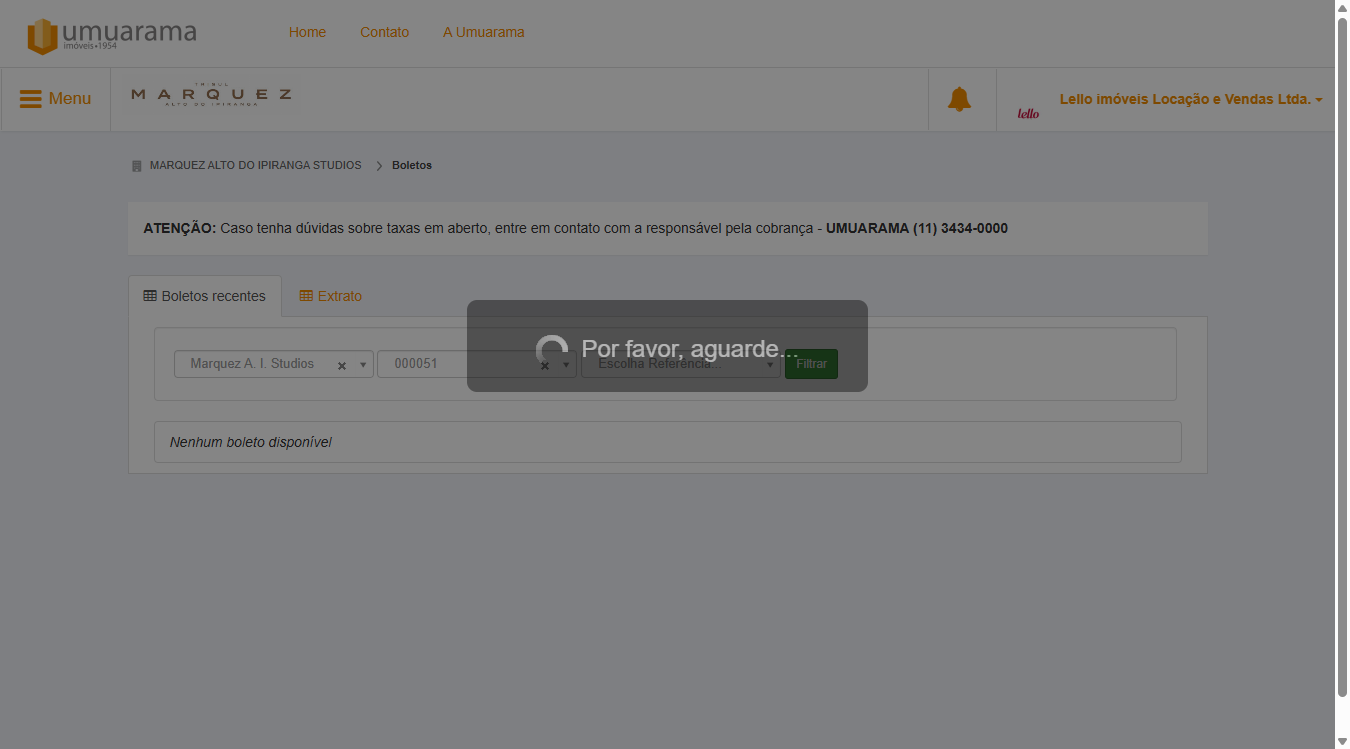 umuarama
imóveis•1954
Home
Contato
A Umuarama
Menu
MARQUEZ
ALTO DO IPIRANGA
lello
Lello imóveis Locação e Vendas Ltda.
MARQUEZ ALTO DO IPIRANGA STUDIOS
Boletos
ATENÇÃO: Caso tenha dúvidas sobre taxas em aberto, entre em contato com a responsável pela cobrança - UMUARAMA (11) 3434-0000
Boletos recentes
Extrato
Por favor, aguarde...
Marquez A. I. Studios
000051
Escolha Referência...
Filtrar
Nenhum boleto disponível